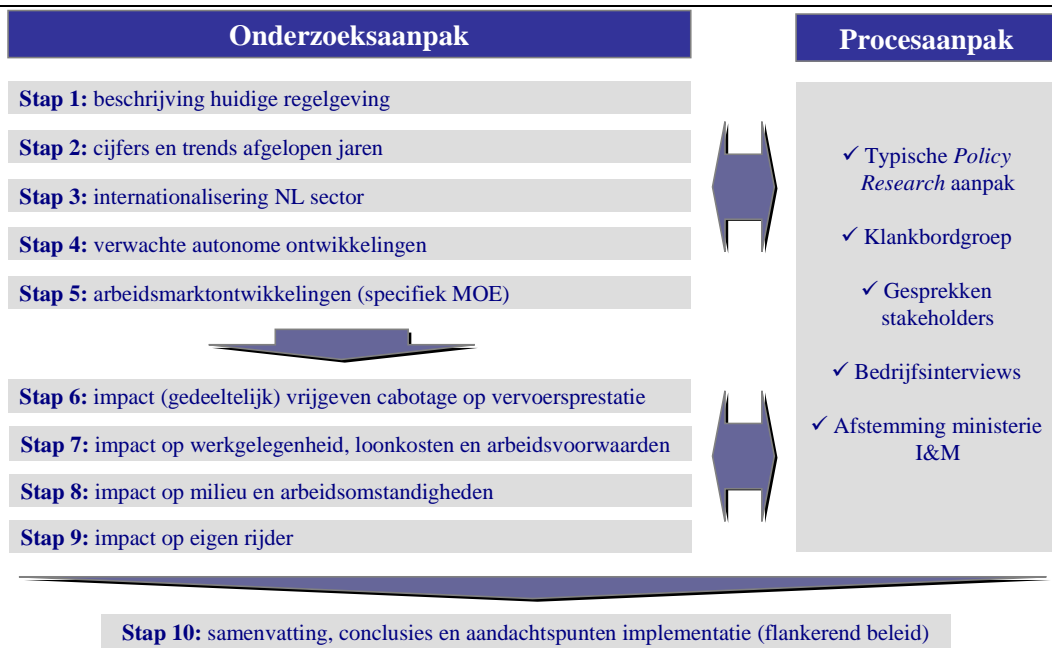 Onderzoeksaanpak
Stap 1: beschrijving huidige regelgeving
Stap 2: cijfers en trends afgelopen jaren
Stap 3: internationalisering NL sector
Stap 4: verwachte autonome ontwikkelingen
Stap 5: arbeidsmarktontwikkelingen (specifiek MOE)
Stap 6: impact (gedeeltelijk) vrijgeven cabotage op vervoersprestatie
Stap 7: impact op werkgelegenheid, loonkosten en arbeidsvoorwaarden
Stap 8: impact op milieu en arbeidsomstandigheden
Stap 9: impact op eigen rijder
Procesaanpak
✓ Typische Policy
Research aanpak
✓ Klankbordgroep
✓ Gesprekken
stakeholders
✓ Bedrijfsinterviews
✓ Afstemming ministerie
I&M
Stap 10: samenvatting, conclusies en aandachtspunten implementatie (flankerend beleid)